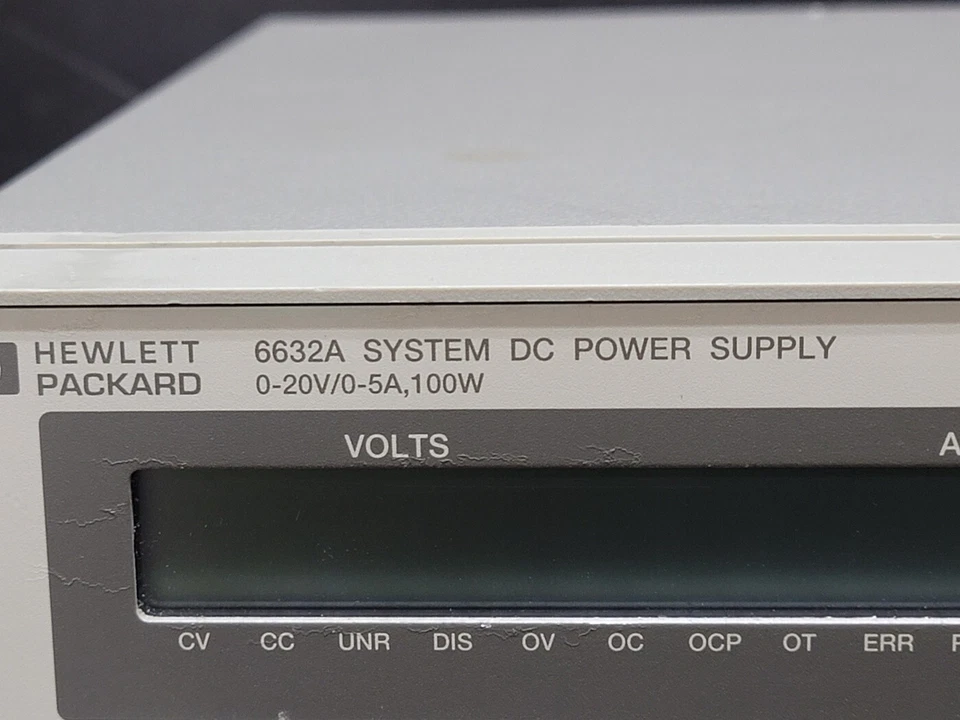 HEWLETT
PACKARD
6632A SYSTEM DC POWER SUPPLY
0-20V/0-5A,100W
VOLTS
CV CC UNR DIS OV OC OCP OT ERR